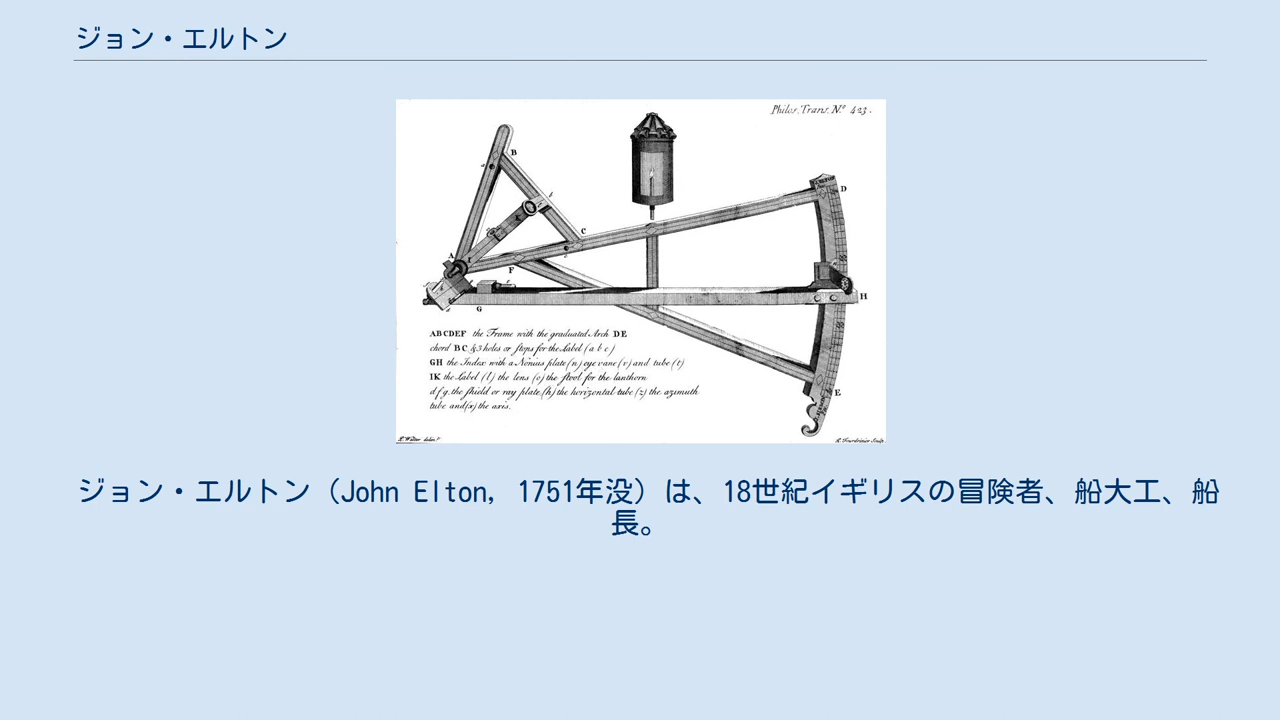 ジョン・エルトン
Philos. Trans. N.º 423.
B
a
b
D
C
A
c
F
H
G
ABCDEF the Frame with the graduated Arch DE
chord BC & 3 holes or stops for the Label (a b c)
GH the Index with a Nonius plate (n) eye vane (v) and tube (t)
IK the Label (l) the lens (o) the stool for the lanthorn
d f g. the shield or ray plate, (h) the horizontal tube (z) the azimuth
tube and (x) the axis.
E
P. Fourdrinier Sculp.
ジョン・エルトン（John Elton, 1751年没）は、18世紀イギリスの冒険者、船大工、船
長。